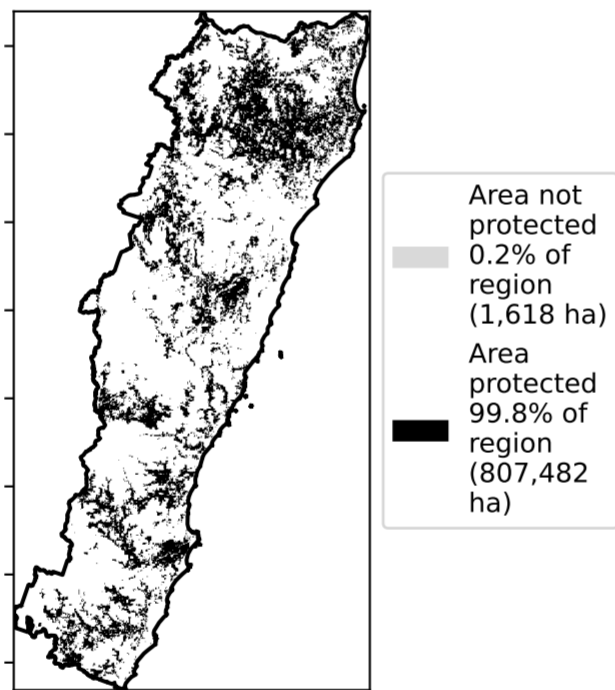 Area not
protected
0.2% of
region
(1,618 ha)
Area
protected
99.8% of
region
(807,482
ha)